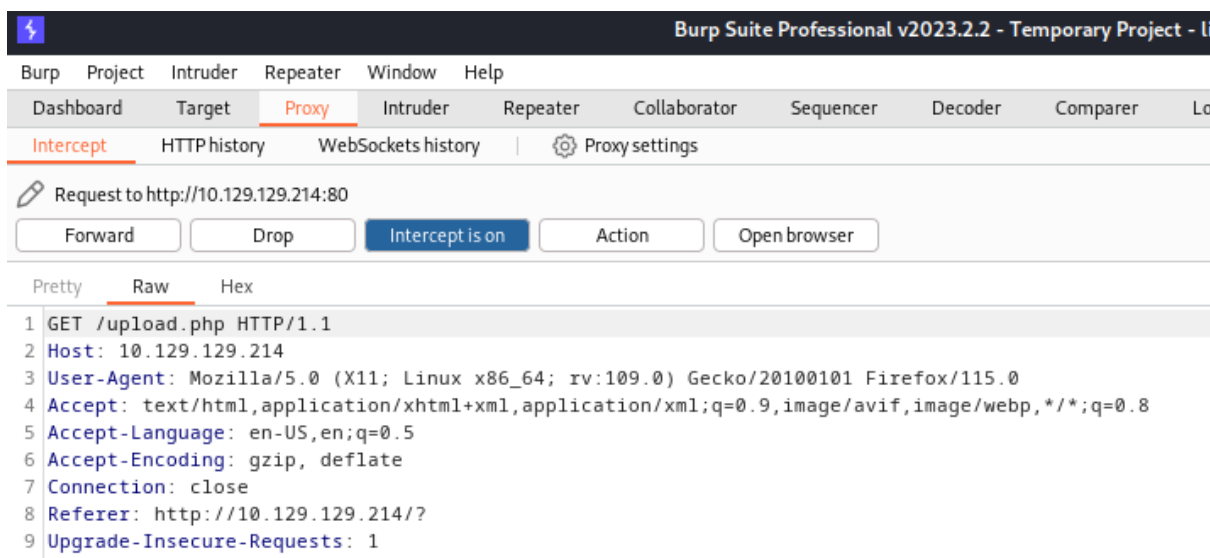 Burp Suite Professional v2023.2.2 - Temporary Project - li
Burp Project Intruder Repeater Window Help
Dashboard Target Proxy Intruder Repeater Collaborator Sequencer Decoder Comparer Lo
Intercept HTTP history WebSockets history Proxy settings
Request to http://10.129.129.214:80
Forward Drop Intercept is on Action Open browser
Pretty Raw Hex
1 GET /upload.php HTTP/1.1
2 Host: 10.129.129.214
3 User-Agent: Mozilla/5.0 (X11; Linux x86_64; rv:109.0) Gecko/20100101 Firefox/115.0
4 Accept: text/html,application/xhtml+xml,application/xml;q=0.9,image/avif,image/webp,*/*;q=0.8
5 Accept-Language: en-US,en;q=0.5
6 Accept-Encoding: gzip, deflate
7 Connection: close
8 Referer: http://10.129.129.214/?
9 Upgrade-Insecure-Requests: 1